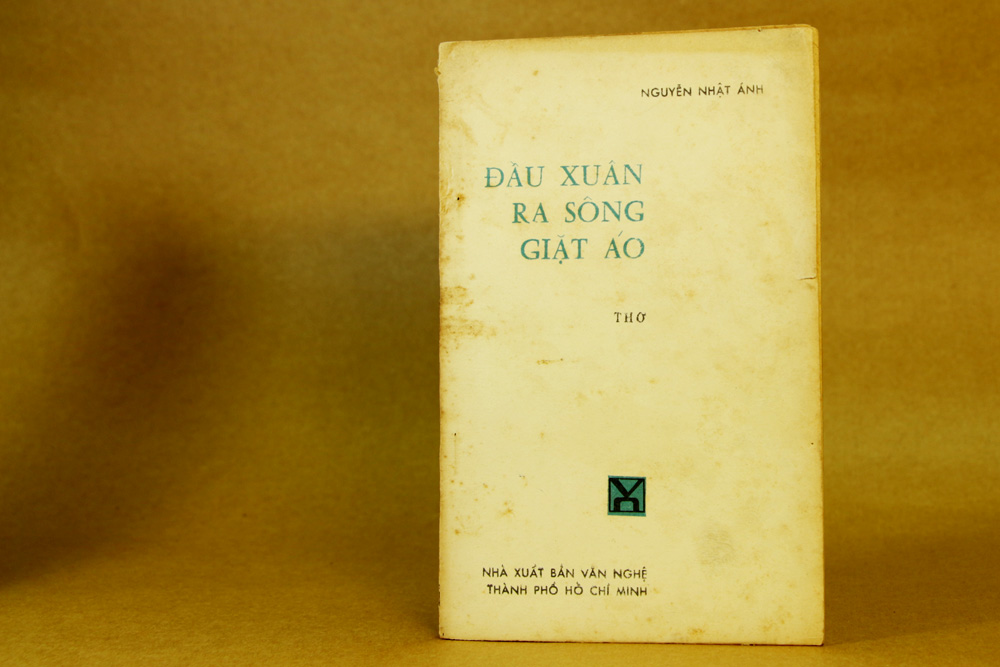 NGUYỄN NHẬT ÁNH
ĐẦU XUÂN
RA SÔNG
GIẶT ÁO
THƠ
VN
NHÀ XUẤT BẢN VĂN NGHỆ
THÀNH PHỐ HỒ CHÍ MINH